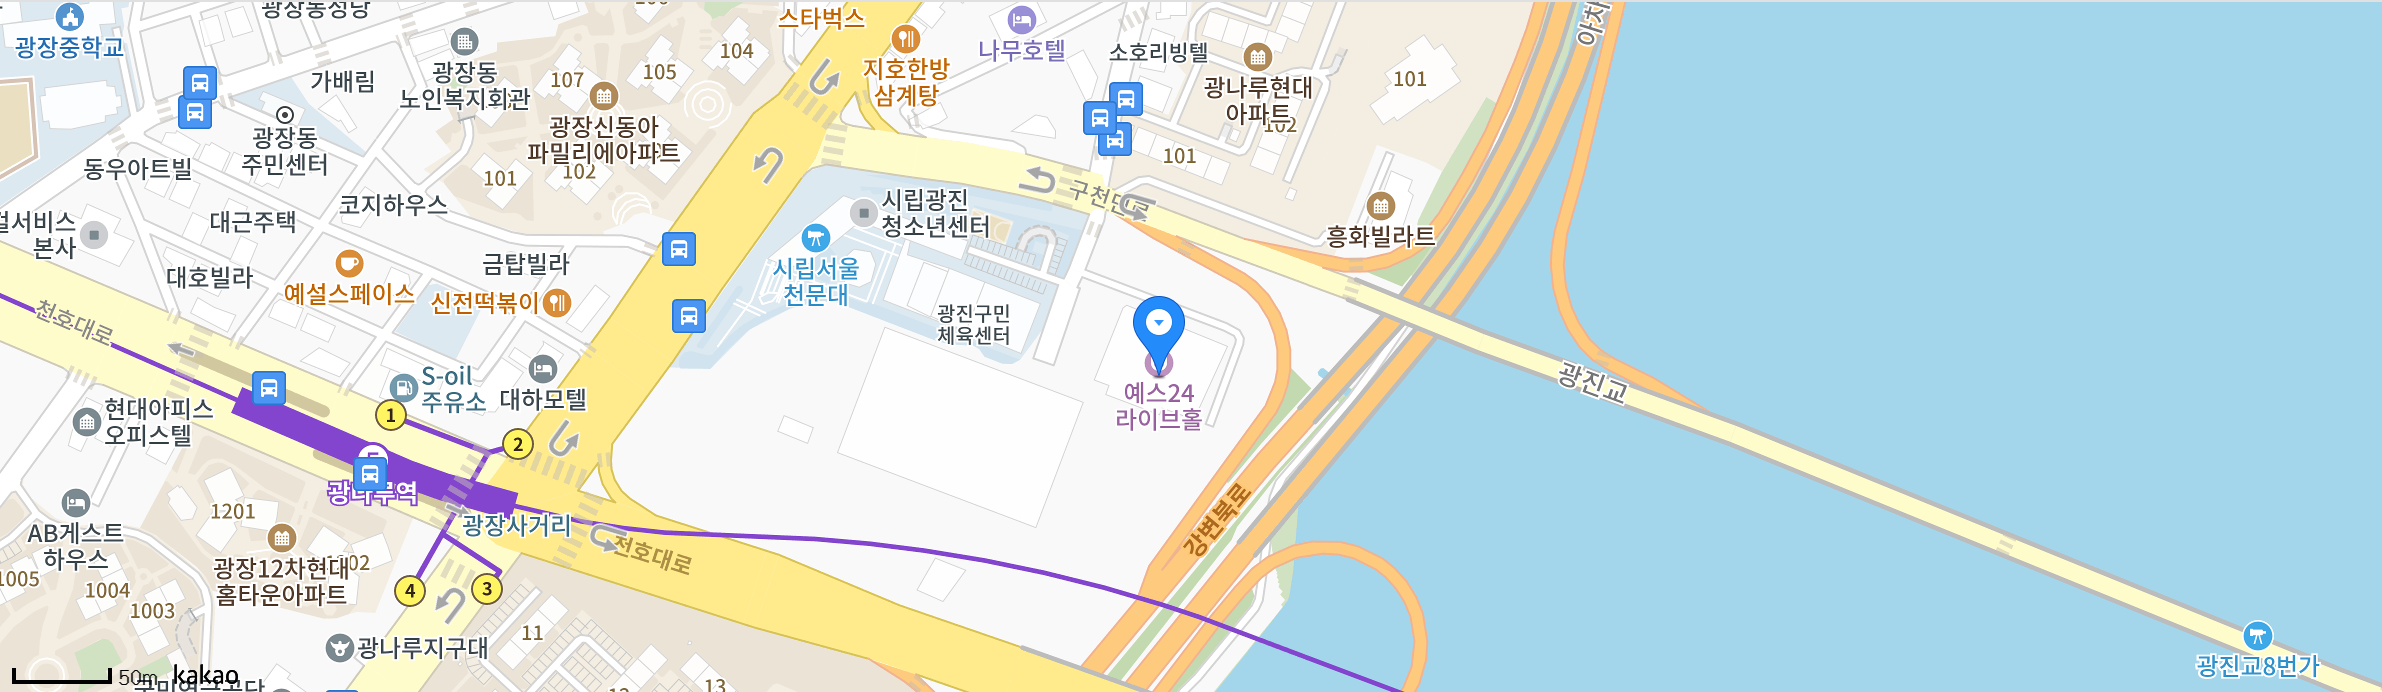 광장동성당
스타벅스
광장중학교
나무호텔
소호리빙텔
지호한방
삼계탕
가배림
광장동
노인복지회관
107
105
104
광나루현대
아파트
102
101
광장동
주민센터
광장신동아
파밀리에아파트
동우아트빌
101
102
101
코지하우스
대근주택
구천면로
시립광진
청소년센터
흥화빌라트
본사
대호빌라
금탑빌라
시립서울
천문대
예설스페이스
신전떡볶이
천호대로
광진구민
체육센터
S-oil
주유소
대하모텔
예스24
라이브홀
광진교
현대아피스
오피스텔
1
2
광나루역
광장사거리
강변북로
천호대로
1201
AB게스트
하우스
광장12차현대
홈타운아파트
1005
1004
1003
4
3
11
광나루지구대
13
광진교8번가
50m
kakao